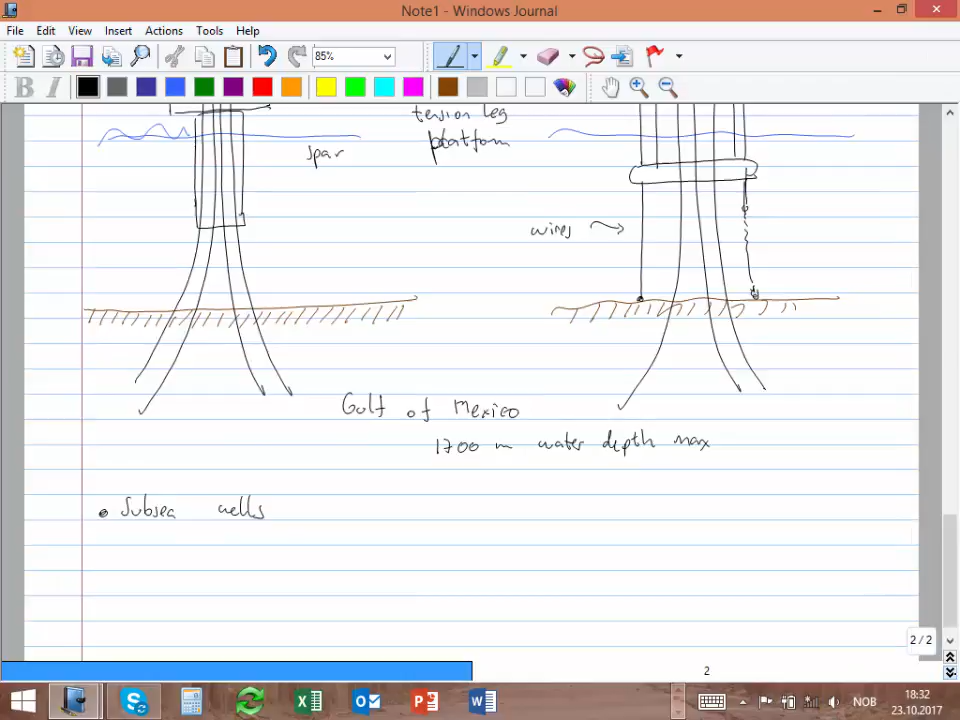 Note1 - Windows Journal
File Edit View Insert Actions Tools Help
85%
B I
tension leg
platform
spar
wires
Gulf of Mexico
1700 m water depth max
• Subsea wells
2 / 2
2
NOB
18:32
23.10.2017